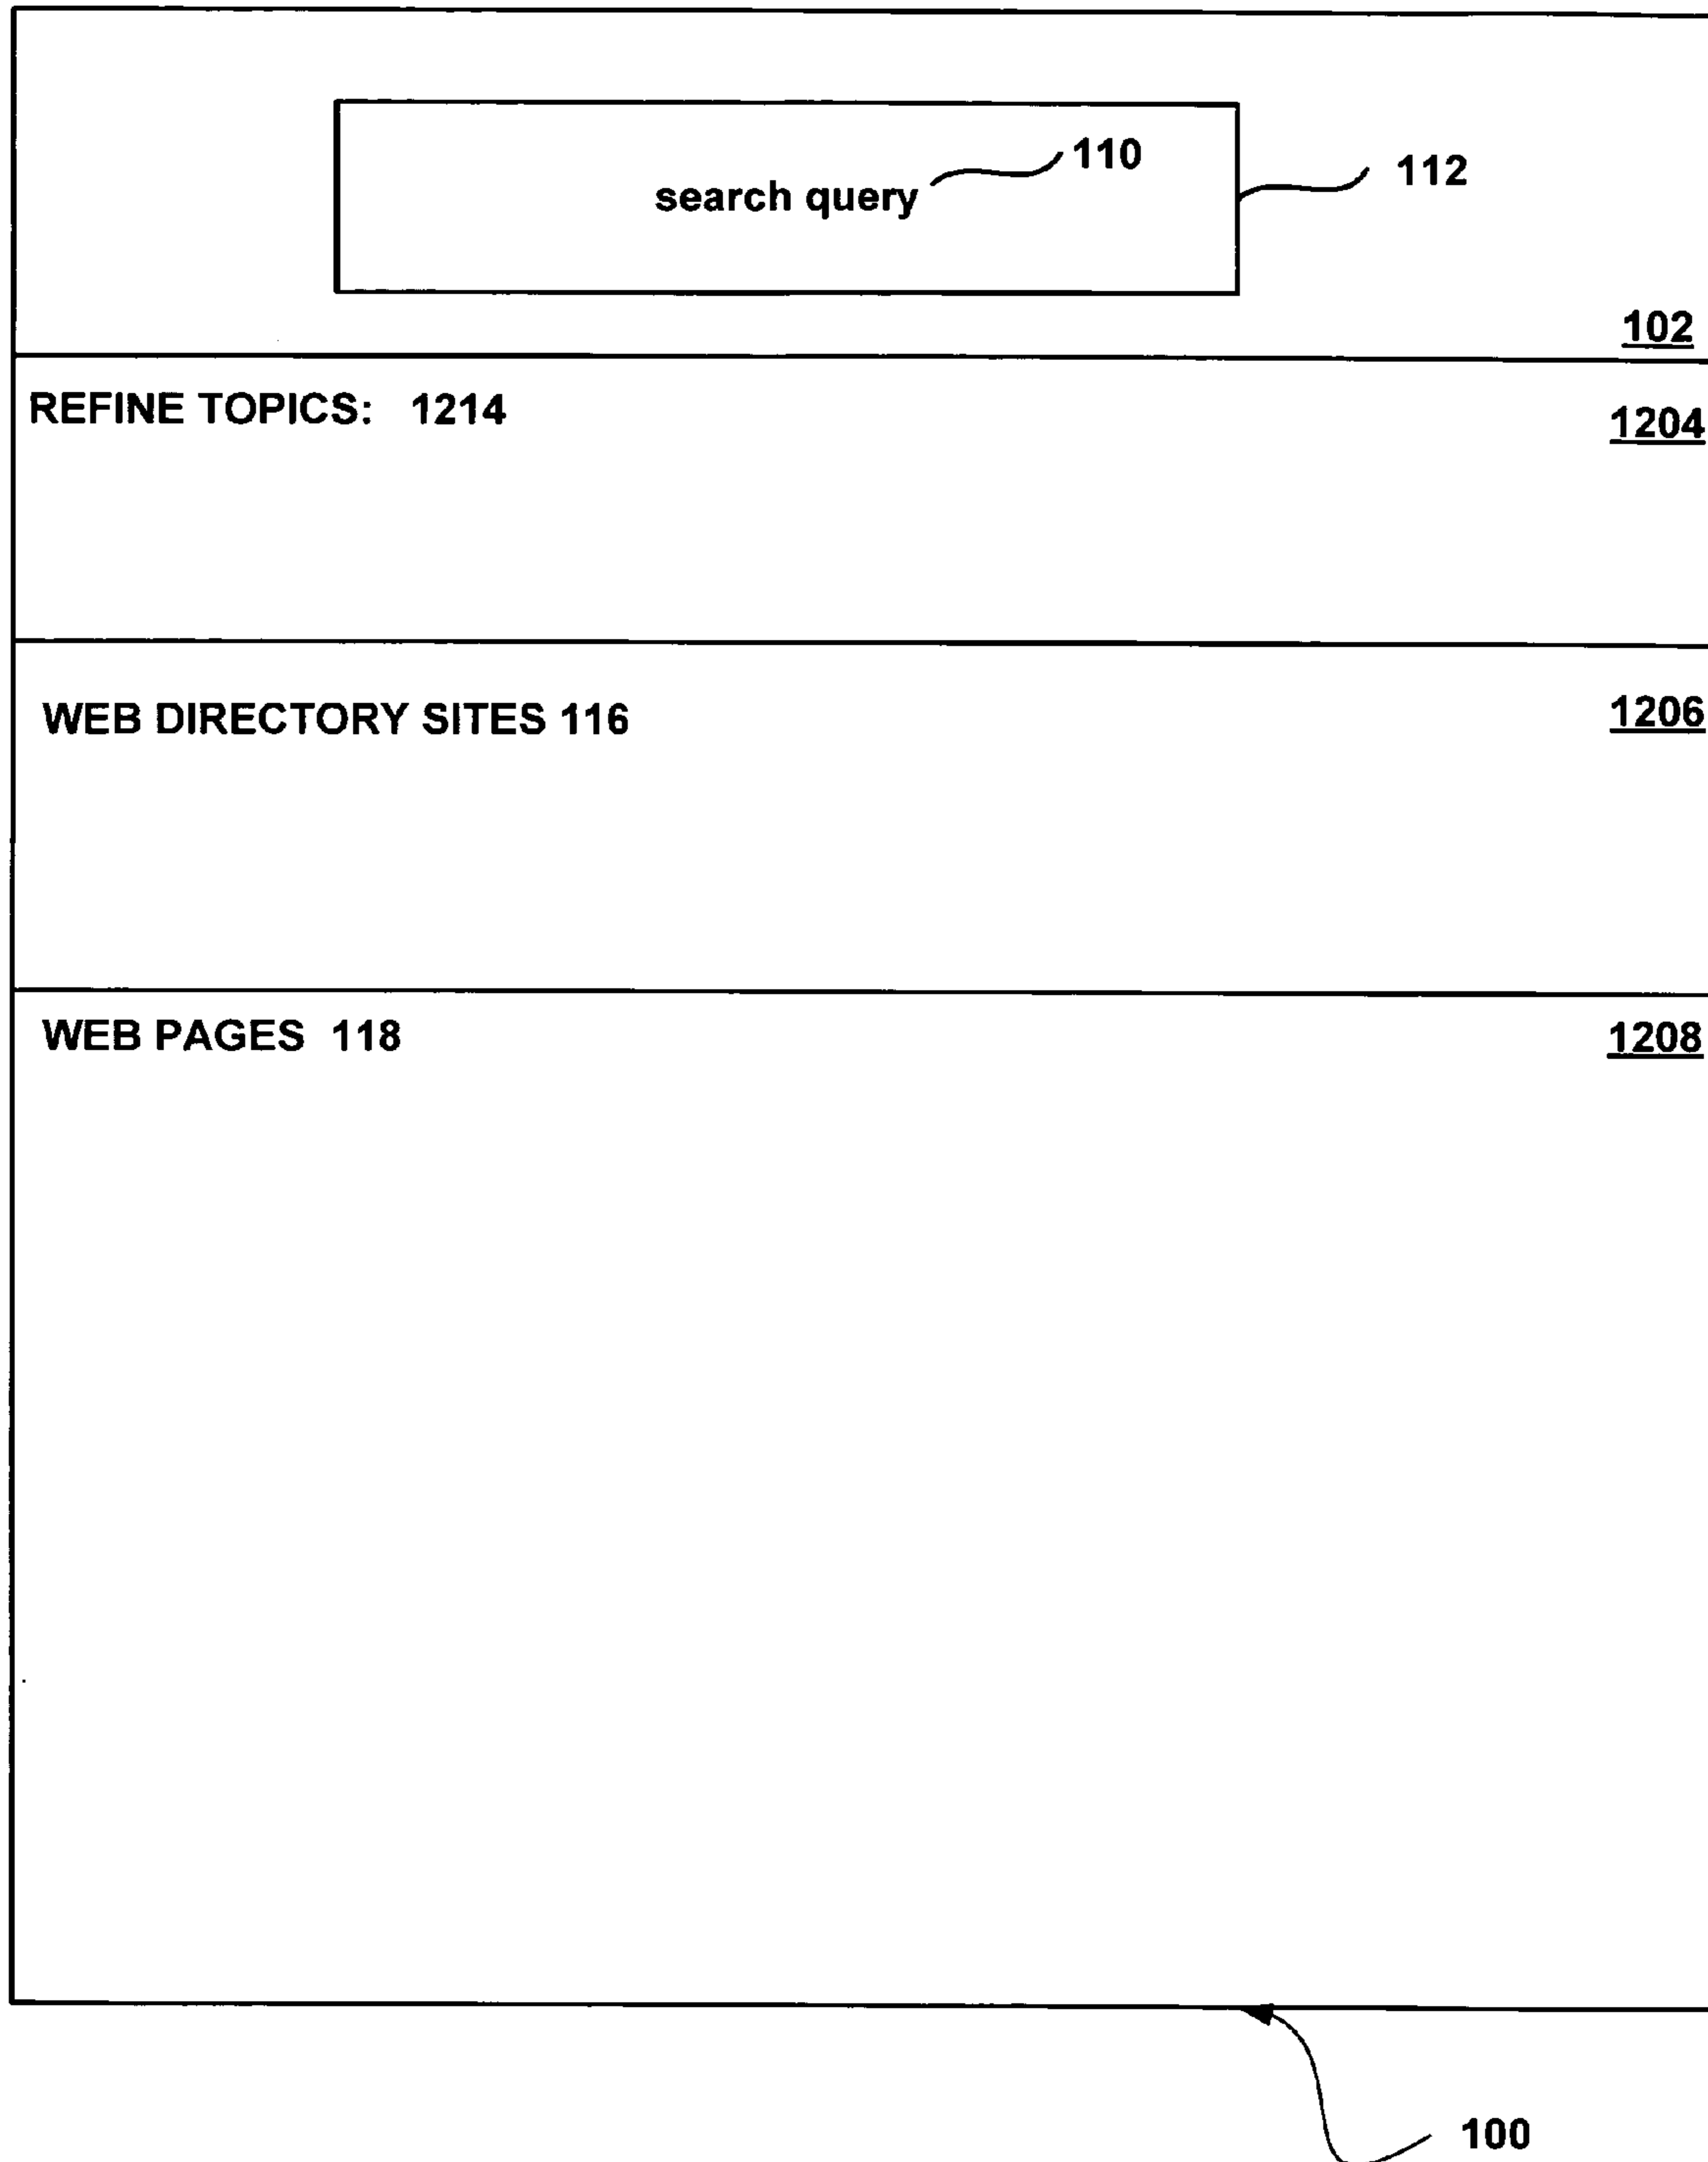 110
112
search query
102
REFINE TOPICS: 1214
1204
WEB DIRECTORY SITES 116
1206
WEB PAGES 118
1208
100